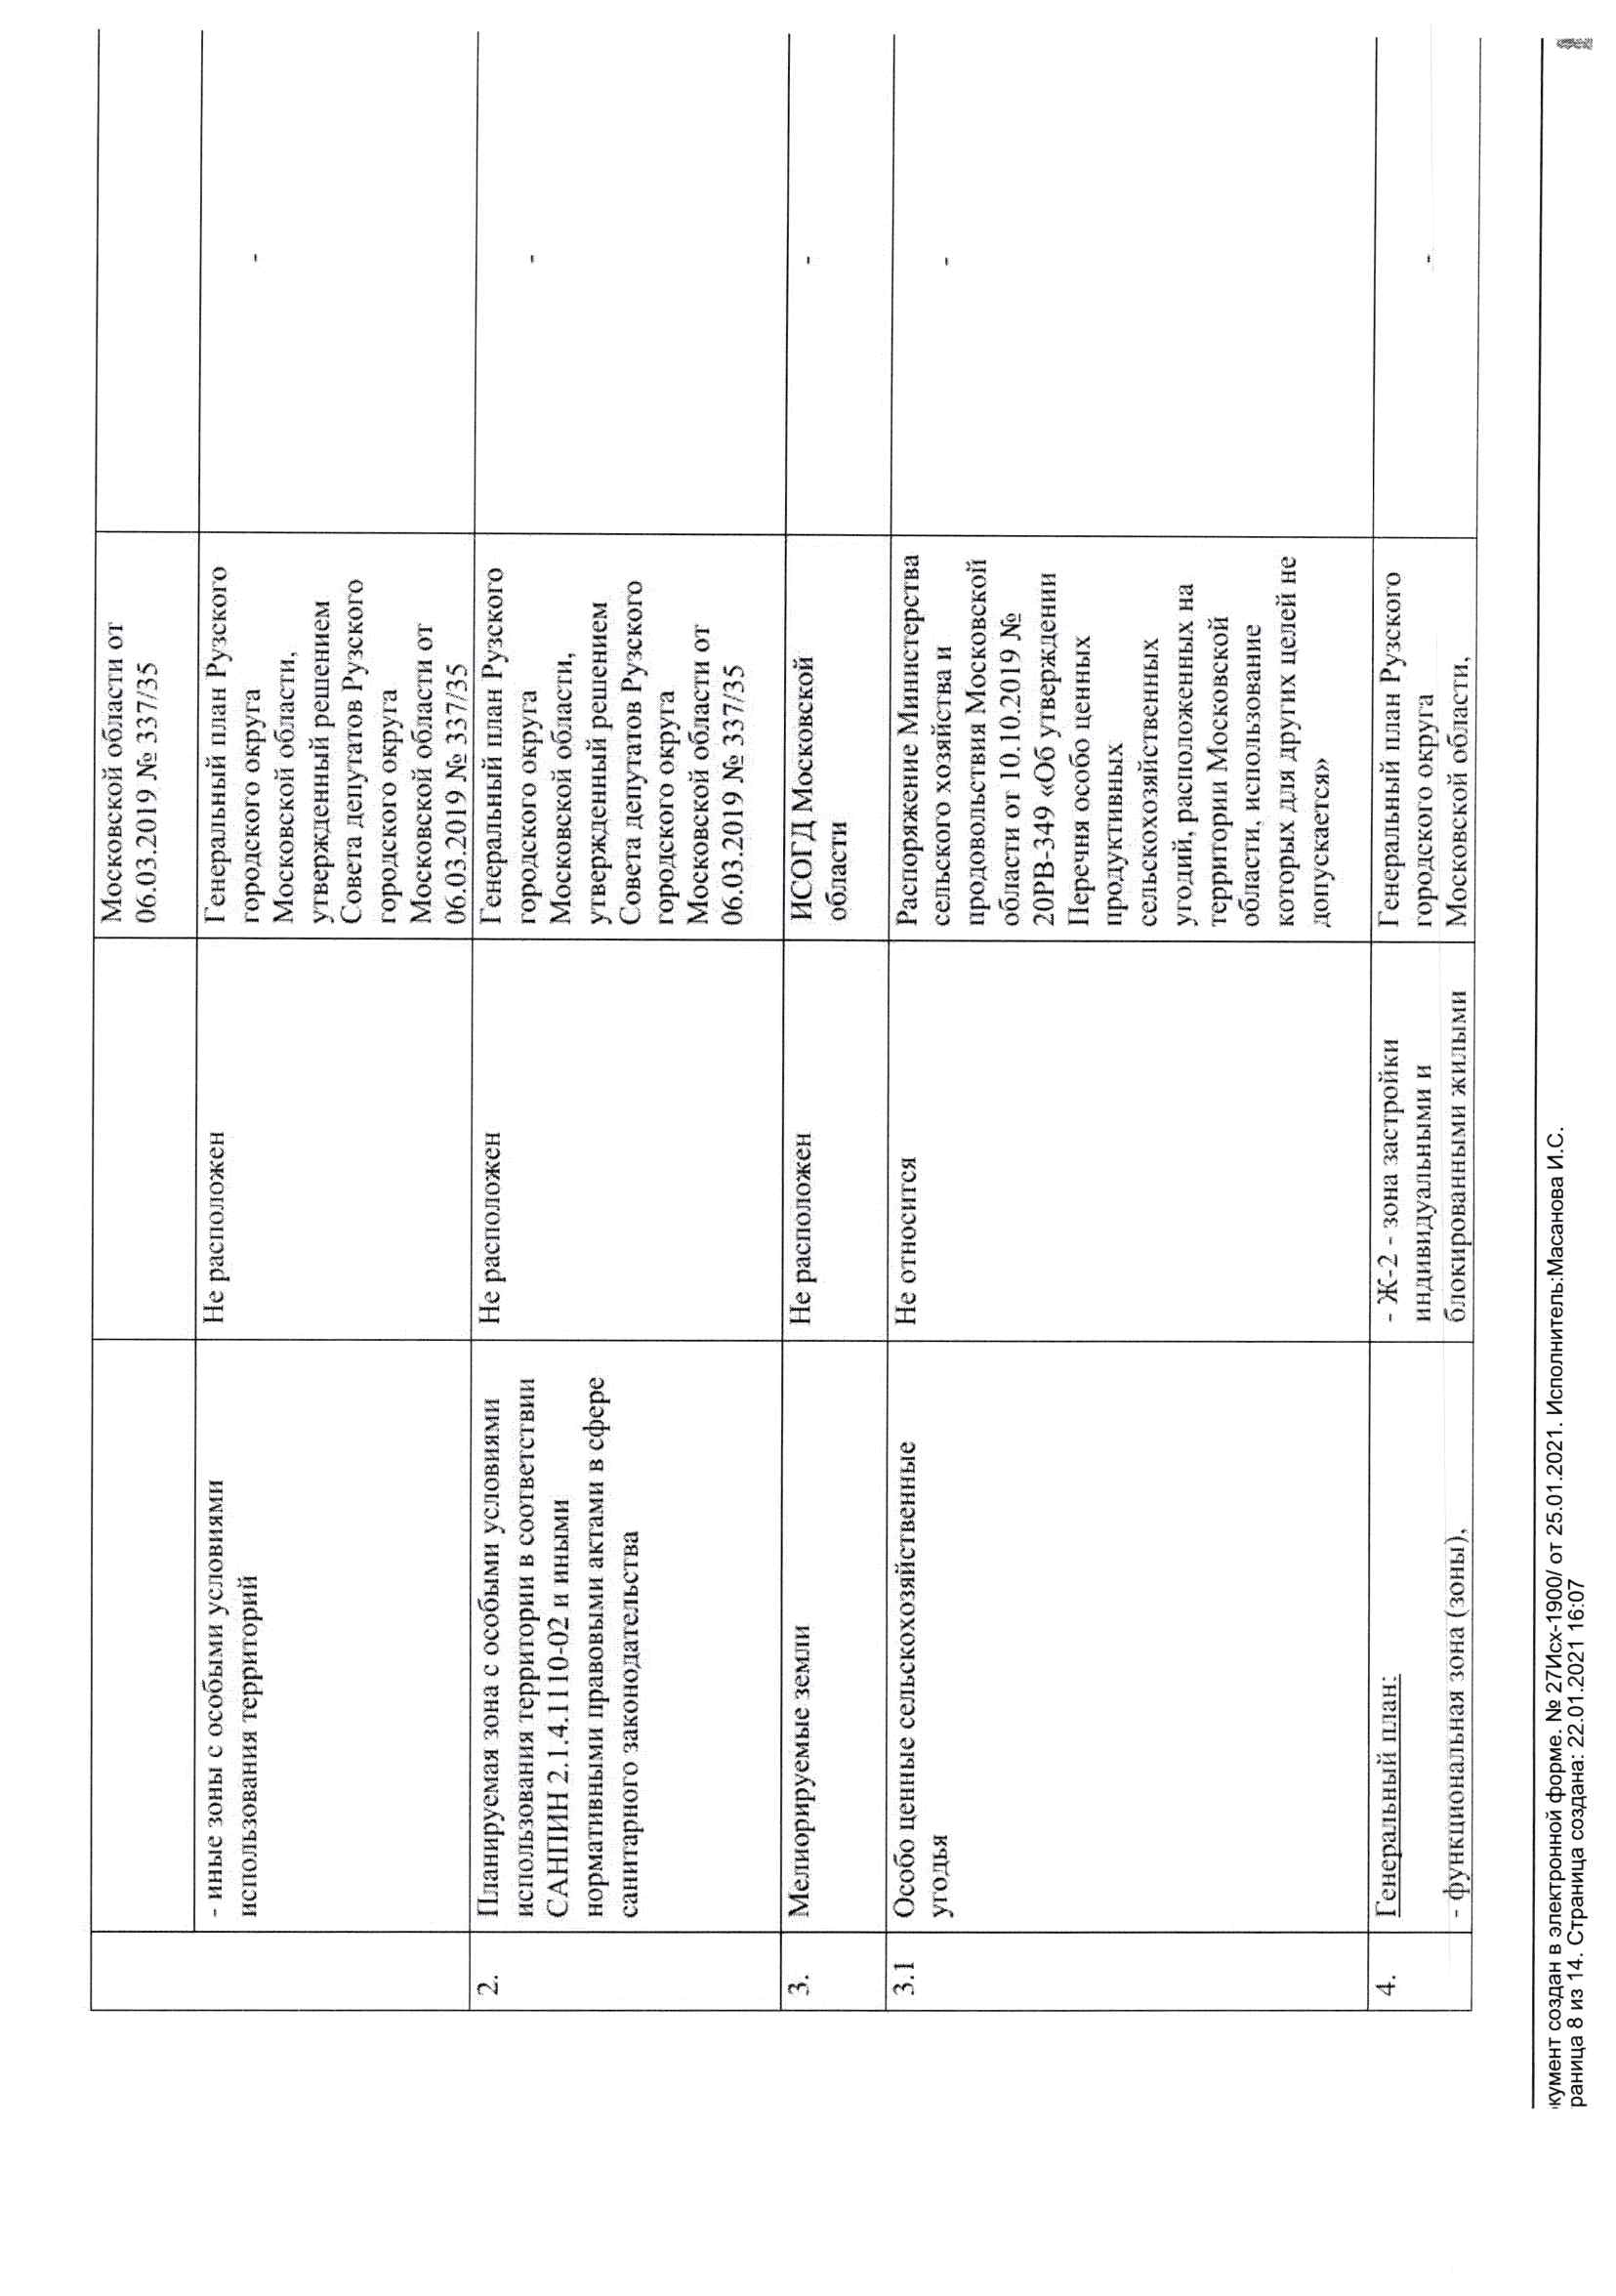 Московской области от
06.03.2019 № 337/35
- иные зоны с особыми условиями
использования территорий
Не расположен
Генеральный план Рузского
городского округа
Московской области,
утвержденный решением
Совета депутатов Рузского
городского округа
Московской области от
06.03.2019 № 337/35
-
2.
Планируемая зона с особыми условиями
использования территории в соответствии
САНПИН 2.1.4.1110-02 и иными
нормативными правовыми актами в сфере
санитарного законодательства
Не расположен
Генеральный план Рузского
городского округа
Московской области,
утвержденный решением
Совета депутатов Рузского
городского округа
Московской области от
06.03.2019 № 337/35
-
3.
Мелиорируемые земли
Не расположен
ИСОГД Московской
области
-
3.1
Особо ценные сельскохозяйственные
угодья
Не относится
Распоряжение Министерства
сельского хозяйства и
продовольствия Московской
области от 10.10.2019 №
20РВ-349 «Об утверждении
Перечня особо ценных
продуктивных
сельскохозяйственных
угодий, расположенных на
территории Московской
области, использование
которых для других целей не
допускается»
-
4.
Генеральный план:
- функциональная зона (зоны),
- Ж-2 - зона застройки
индивидуальными и
блокированными жилыми
Генеральный план Рузского
городского округа
Московской области,
-
кумент создан в электронной форме. № 27Исх-1900/ от 25.01.2021. Исполнитель:Масанова И.С.
раница 8 из 14. Страница создана: 22.01.2021 16:07